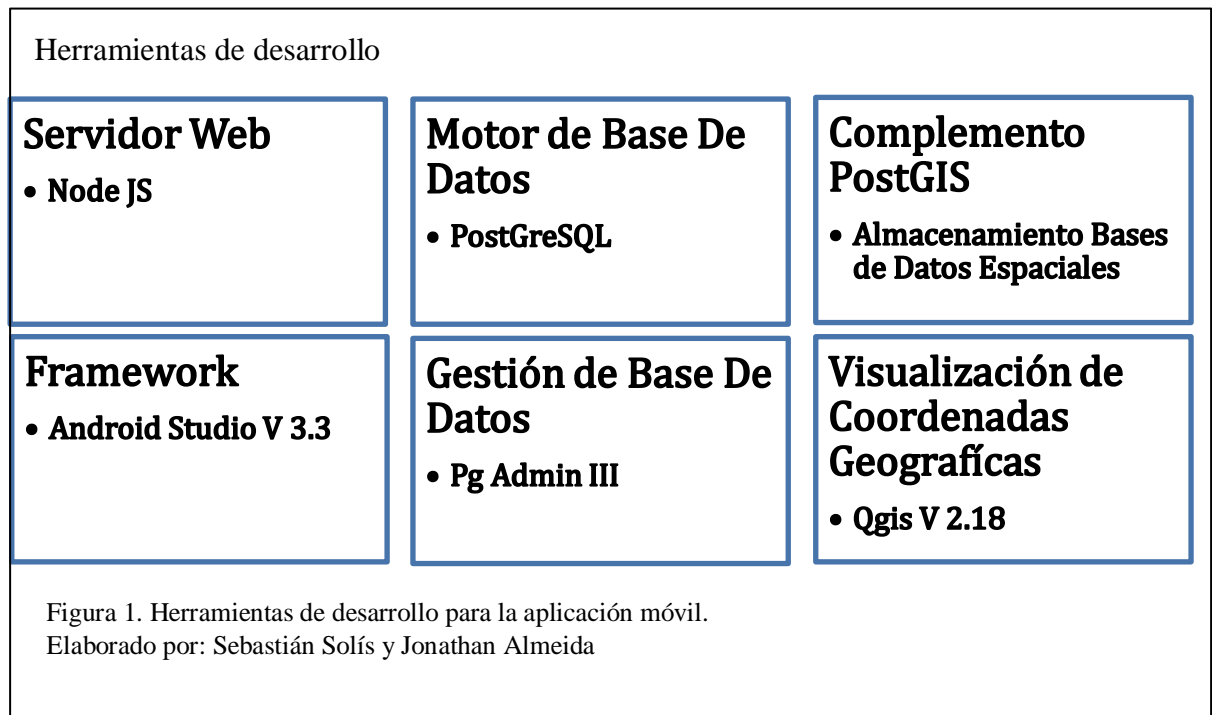 Herramientas de desarrollo
Servidor Web
• Node JS
Motor de Base De
Datos
• PostGreSQL
Complemento
PostGIS
• Almacenamiento Bases
de Datos Espaciales
Framework
• Android Studio V 3.3
Gestión de Base De
Datos
• Pg Admin III
Visualización de
Coordenadas
Geografícas
• Qgis V 2.18
Figura 1. Herramientas de desarrollo para la aplicación móvil.
Elaborado por: Sebastián Solís y Jonathan Almeida